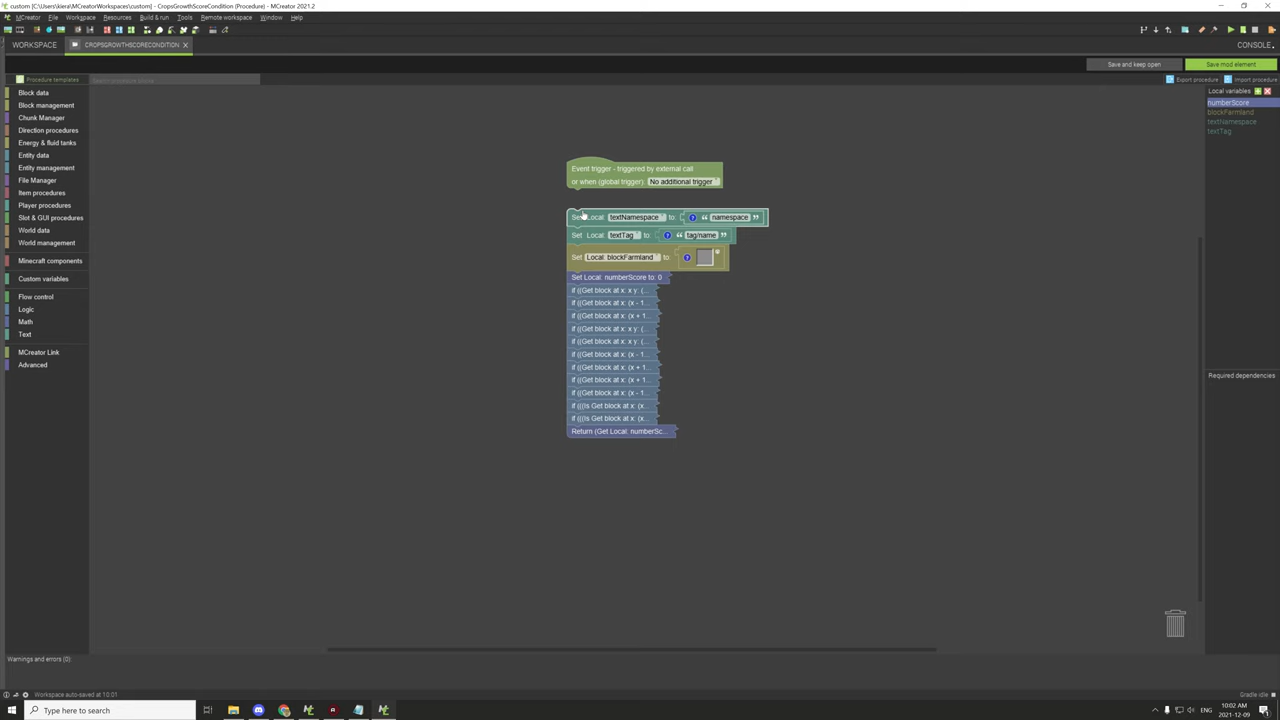 custom [C:\Users\kiera\MCreatorWorkspaces\custom] - CropsGrowthScoreCondition (Procedure) - MCreator 2021.2
MCreator File Workspace Resources Build & run Tools Remote workspace Window Help
WORKSPACE CROPSGROWTHSCORECONDITION CONSOLE
Save and keep open Save mod element
Procedure templates Search procedure blocks Export procedure Import procedure
Block data
Block management
Chunk Manager
Direction procedures
Energy & fluid tanks
Entity data
Entity management
File Manager
Item procedures
Player procedures
Slot & GUI procedures
World data
World management
Minecraft components
Custom variables
Flow control
Logic
Math
Text
MCreator Link
Advanced
Event trigger - triggered by external call
or when (global trigger): No additional trigger
Set Local: textNamespace to: ? “ namespace ”
Set Local: textTag to: ? “ tag/name ”
Set Local: blockFarmland to: ?
Set Local: numberScore to: 0
if ((Get block at x: x y: (...
if ((Get block at x: (x - 1...
if ((Get block at x: (x + 1...
if ((Get block at x: x y: (...
if ((Get block at x: x y: (...
if ((Get block at x: (x - 1...
if ((Get block at x: (x + 1...
if ((Get block at x: (x + 1...
if ((Get block at x: (x - 1...
if (((Is Get block at x: (x...
if (((Is Get block at x: (x...
Return (Get Local: numberSc...
Local variables
numberScore
blockFarmland
textNamespace
textTag
Required dependencies
Warnings and errors (0):
Workspace auto-saved at 10:01 Gradle idle
Type here to search
ENG
10:02 AM
2021-12-09